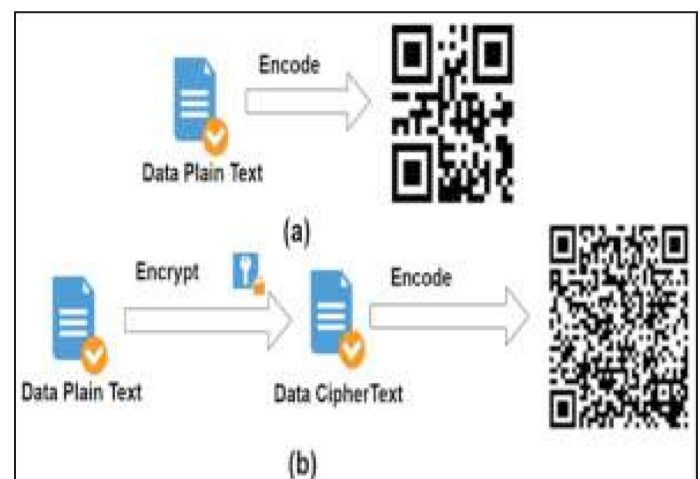 Encode
Data Plain Text
(a)
Encrypt
Encode
Data Plain Text
Data CipherText
(b)